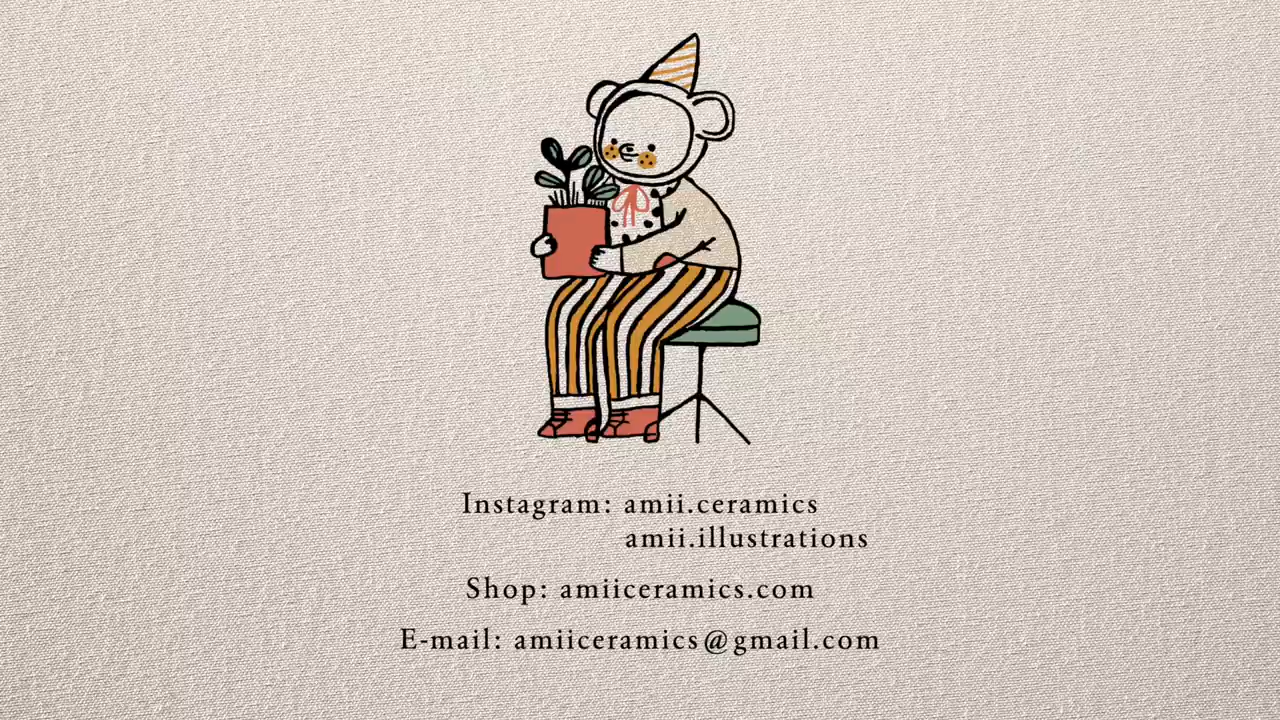 Instagram: amii.ceramics
amii.illustrations
Shop: amiiceramics.com
E-mail: amiiceramics@gmail.com